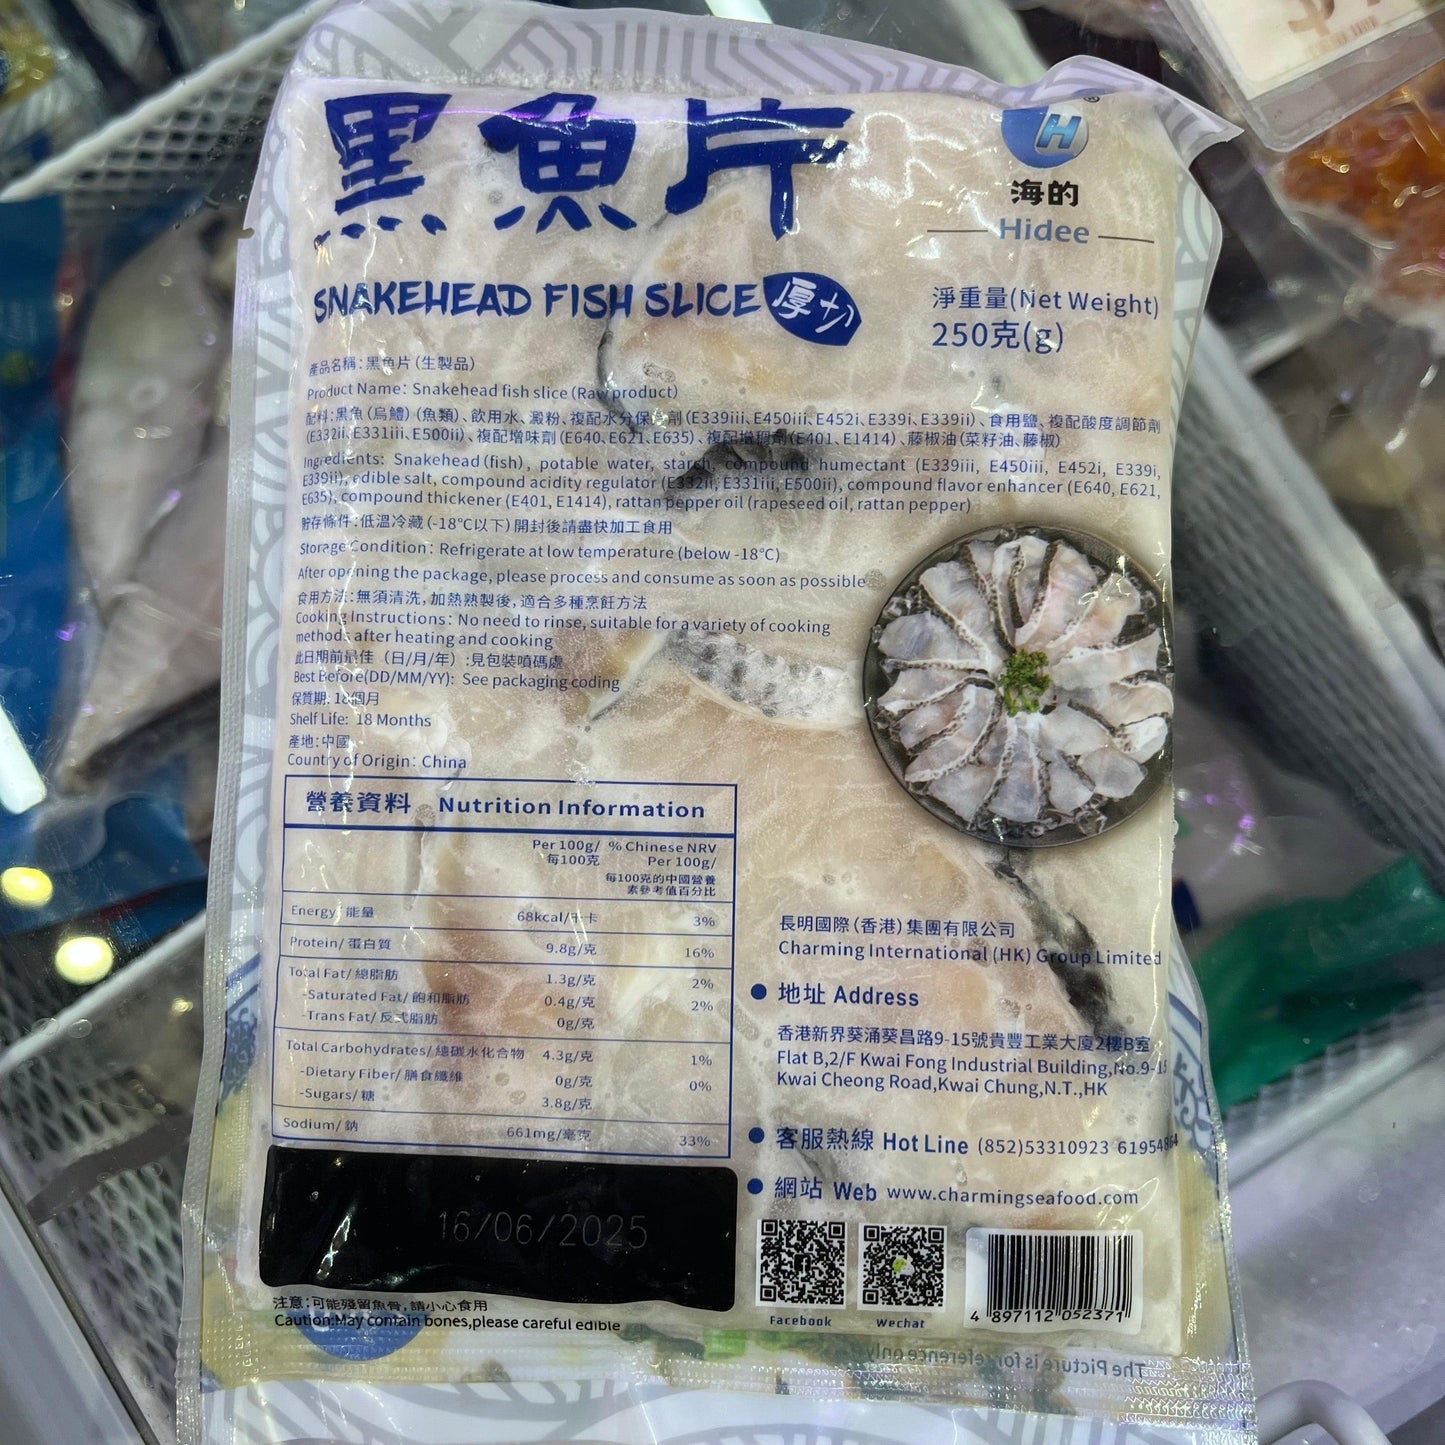 黑魚片
H®
海的
Hidee
SNAKEHEAD FISH SLICE 厚切
淨重量(Net Weight)
250克(g)
產品名稱:黑魚片(生製品)
Product Name: Snakehead fish slice (Raw product)
配料:黑魚(烏鱧)(魚類)、飲用水、澱粉、複配水分保持劑(E339iii、E450iii、E452i、E339i、E339ii)、食用鹽、複配酸度調節劑
(E332ii、E331iii、E500ii)、複配增味劑(E640、E621、E635)、複配增稠劑(E401、E1414)、藤椒油(菜籽油、藤椒)
Ingredients: Snakehead (fish), potable water, starch, compound humectant (E339iii, E450iii, E452i, E339i,
E339ii), edible salt, compound acidity regulator (E332ii, E331iii, E500ii), compound flavor enhancer (E640, E621,
E635), compound thickener (E401, E1414), rattan pepper oil (rapeseed oil, rattan pepper)
貯存條件:低溫冷藏(-18℃以下)開封後請盡快加工食用
Storage Condition: Refrigerate at low temperature (below -18℃)
After opening the package, please process and consume as soon as possible
食用方法:無須清洗,加熱熟製後,適合多種烹飪方法
Cooking Instructions: No need to rinse, suitable for a variety of cooking
methods after heating and cooking
此日期前最佳(日/月/年):見包裝噴碼處
Best Before(DD/MM/YY): See packaging coding
保質期: 18個月
Shelf Life: 18 Months
產地:中國
Country of Origin: China
營養資料 Nutrition Information
Per 100g/ % Chinese NRV
每100克 Per 100g/
每100克的中國營養
素參考值百分比
Energy/能量 68kcal/千卡 3%
Protein/蛋白質 9.8g/克 16%
Total Fat/總脂肪 1.3g/克 2%
-Saturated Fat/飽和脂肪 0.4g/克 2%
-Trans Fat/反式脂肪 0g/克
Total Carbohydrates/總碳水化合物 4.3g/克 1%
-Dietary Fiber/膳食纖維 0g/克 0%
-Sugars/糖 3.8g/克
Sodium/鈉 661mg/毫克 33%
16/06/2025
注意:可能殘留魚骨,請小心食用
Caution:May contain bones,please careful edible
長明國際(香港)集團有限公司
Charming International (HK) Group Limited
● 地址 Address
香港新界葵涌葵昌路9-15號貴豐工業大廈2樓B室
Flat B,2/F Kwai Fong Industrial Building,No.9-15
Kwai Cheong Road,Kwai Chung,N.T.,HK
● 客服熱線 Hot Line (852)53310923 61954864
● 網站 Web www.charmingseafood.com
Facebook
Wechat
4 897112 052371
The Picture is for reference only